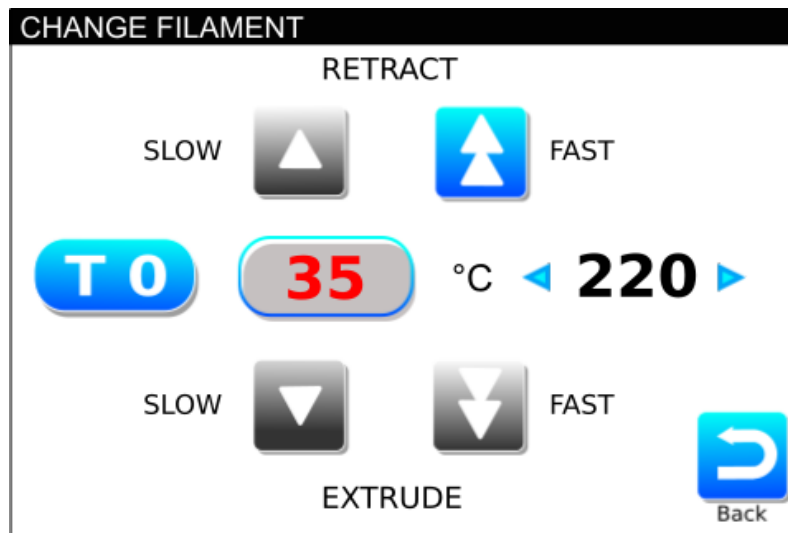 CHANGE FILAMENT
RETRACT
SLOW FAST
T 0 35 °C 220
SLOW FAST
EXTRUDE
Back